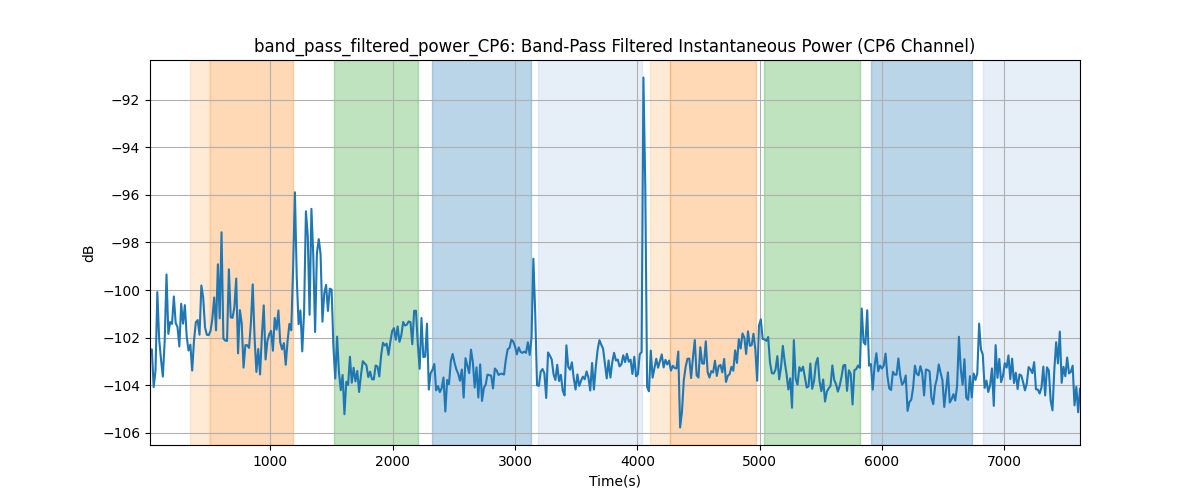 band_pass_filtered_power_CP6: Band-Pass Filtered Instantaneous Power (CP6 Channel)
dB
−92
−94
−96
−98
−100
−102
−104
−106
1000 2000 3000 4000 5000 6000 7000
Time(s)